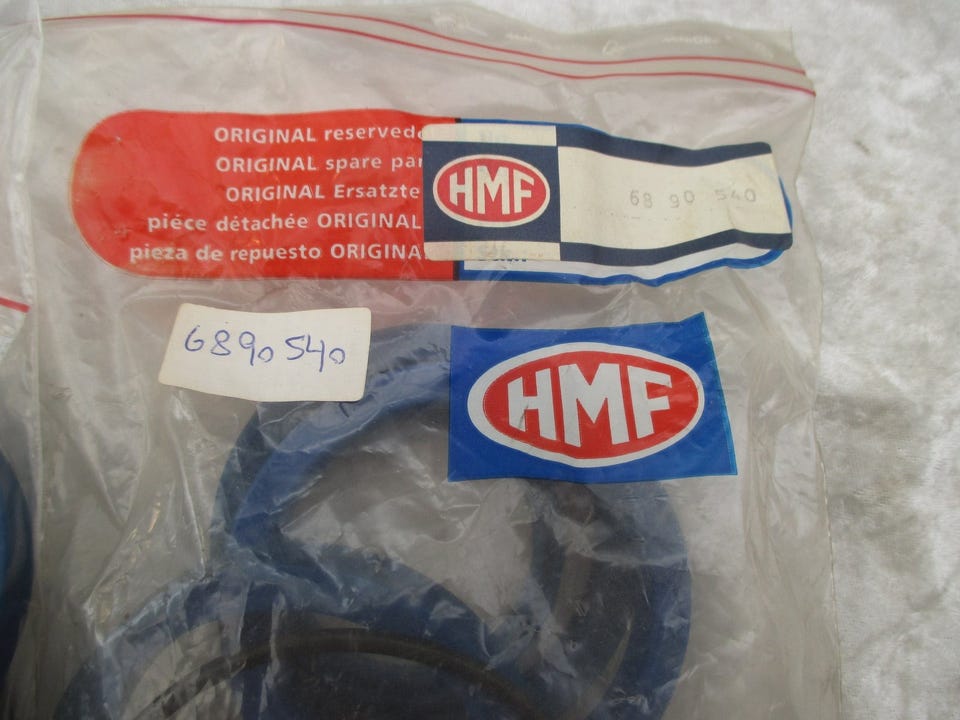 ORIGINAL reservede
ORIGINAL spare par
ORIGINAL Ersatzte
piéce détachée ORIGINAL
pieza de repuesto ORIGINA
HMF
68 90 540
6890540
HMF